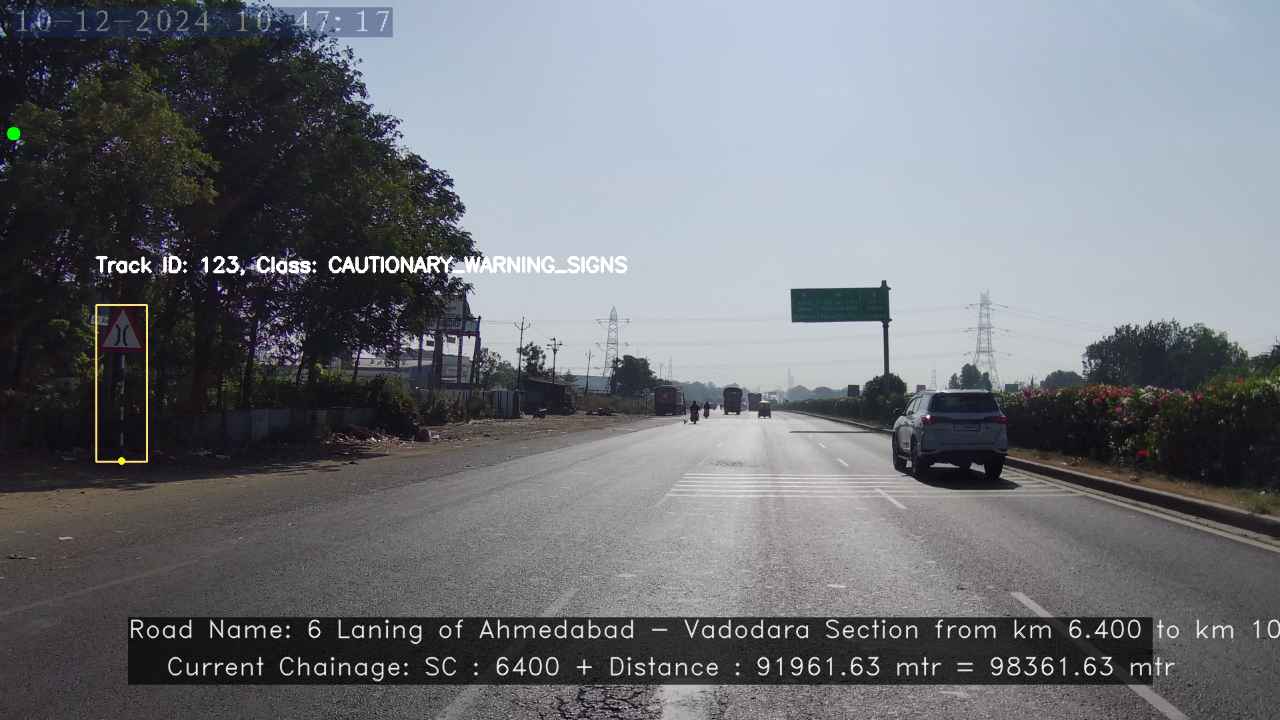 10-12-2024 10:47:17
Track ID: 123, Class: CAUTIONARY_WARNING_SIGNS
Road Name: 6 Laning of Ahmedabad - Vadodara Section from km 6.400 to km 10
Current Chainage: SC : 6400 + Distance : 91961.63 mtr = 98361.63 mtr